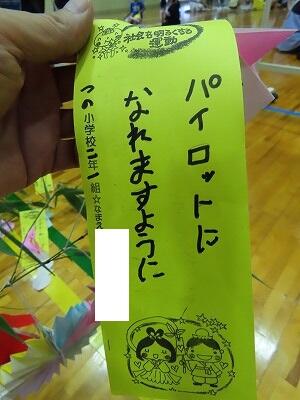 社会を明るくする
運動
パイロットに
なれますように
つの小学校二年一組☆なまえ